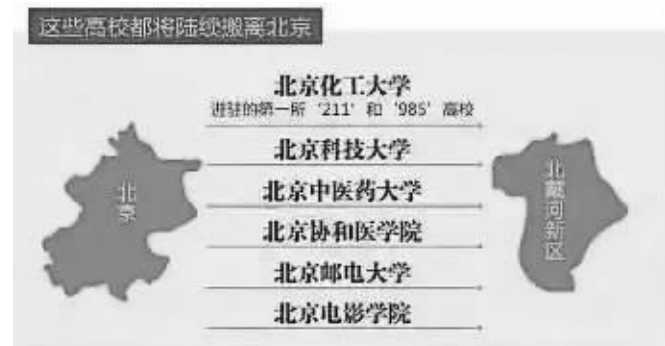 这些高校都将陆续搬离北京
北京化工大学
进驻的第一所‘211’和‘985’高校
北京科技大学
北京中医药大学
北京协和医学院
北京邮电大学
北京电影学院
北京
北戴河新区